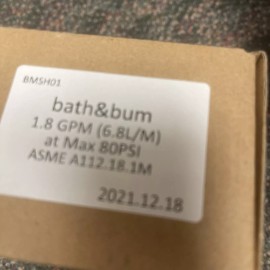 BMSH01
bath&bum
1.8 GPM (6.8L/M)
at Max 80PSI
ASME A112.18.1M
2021.12.18